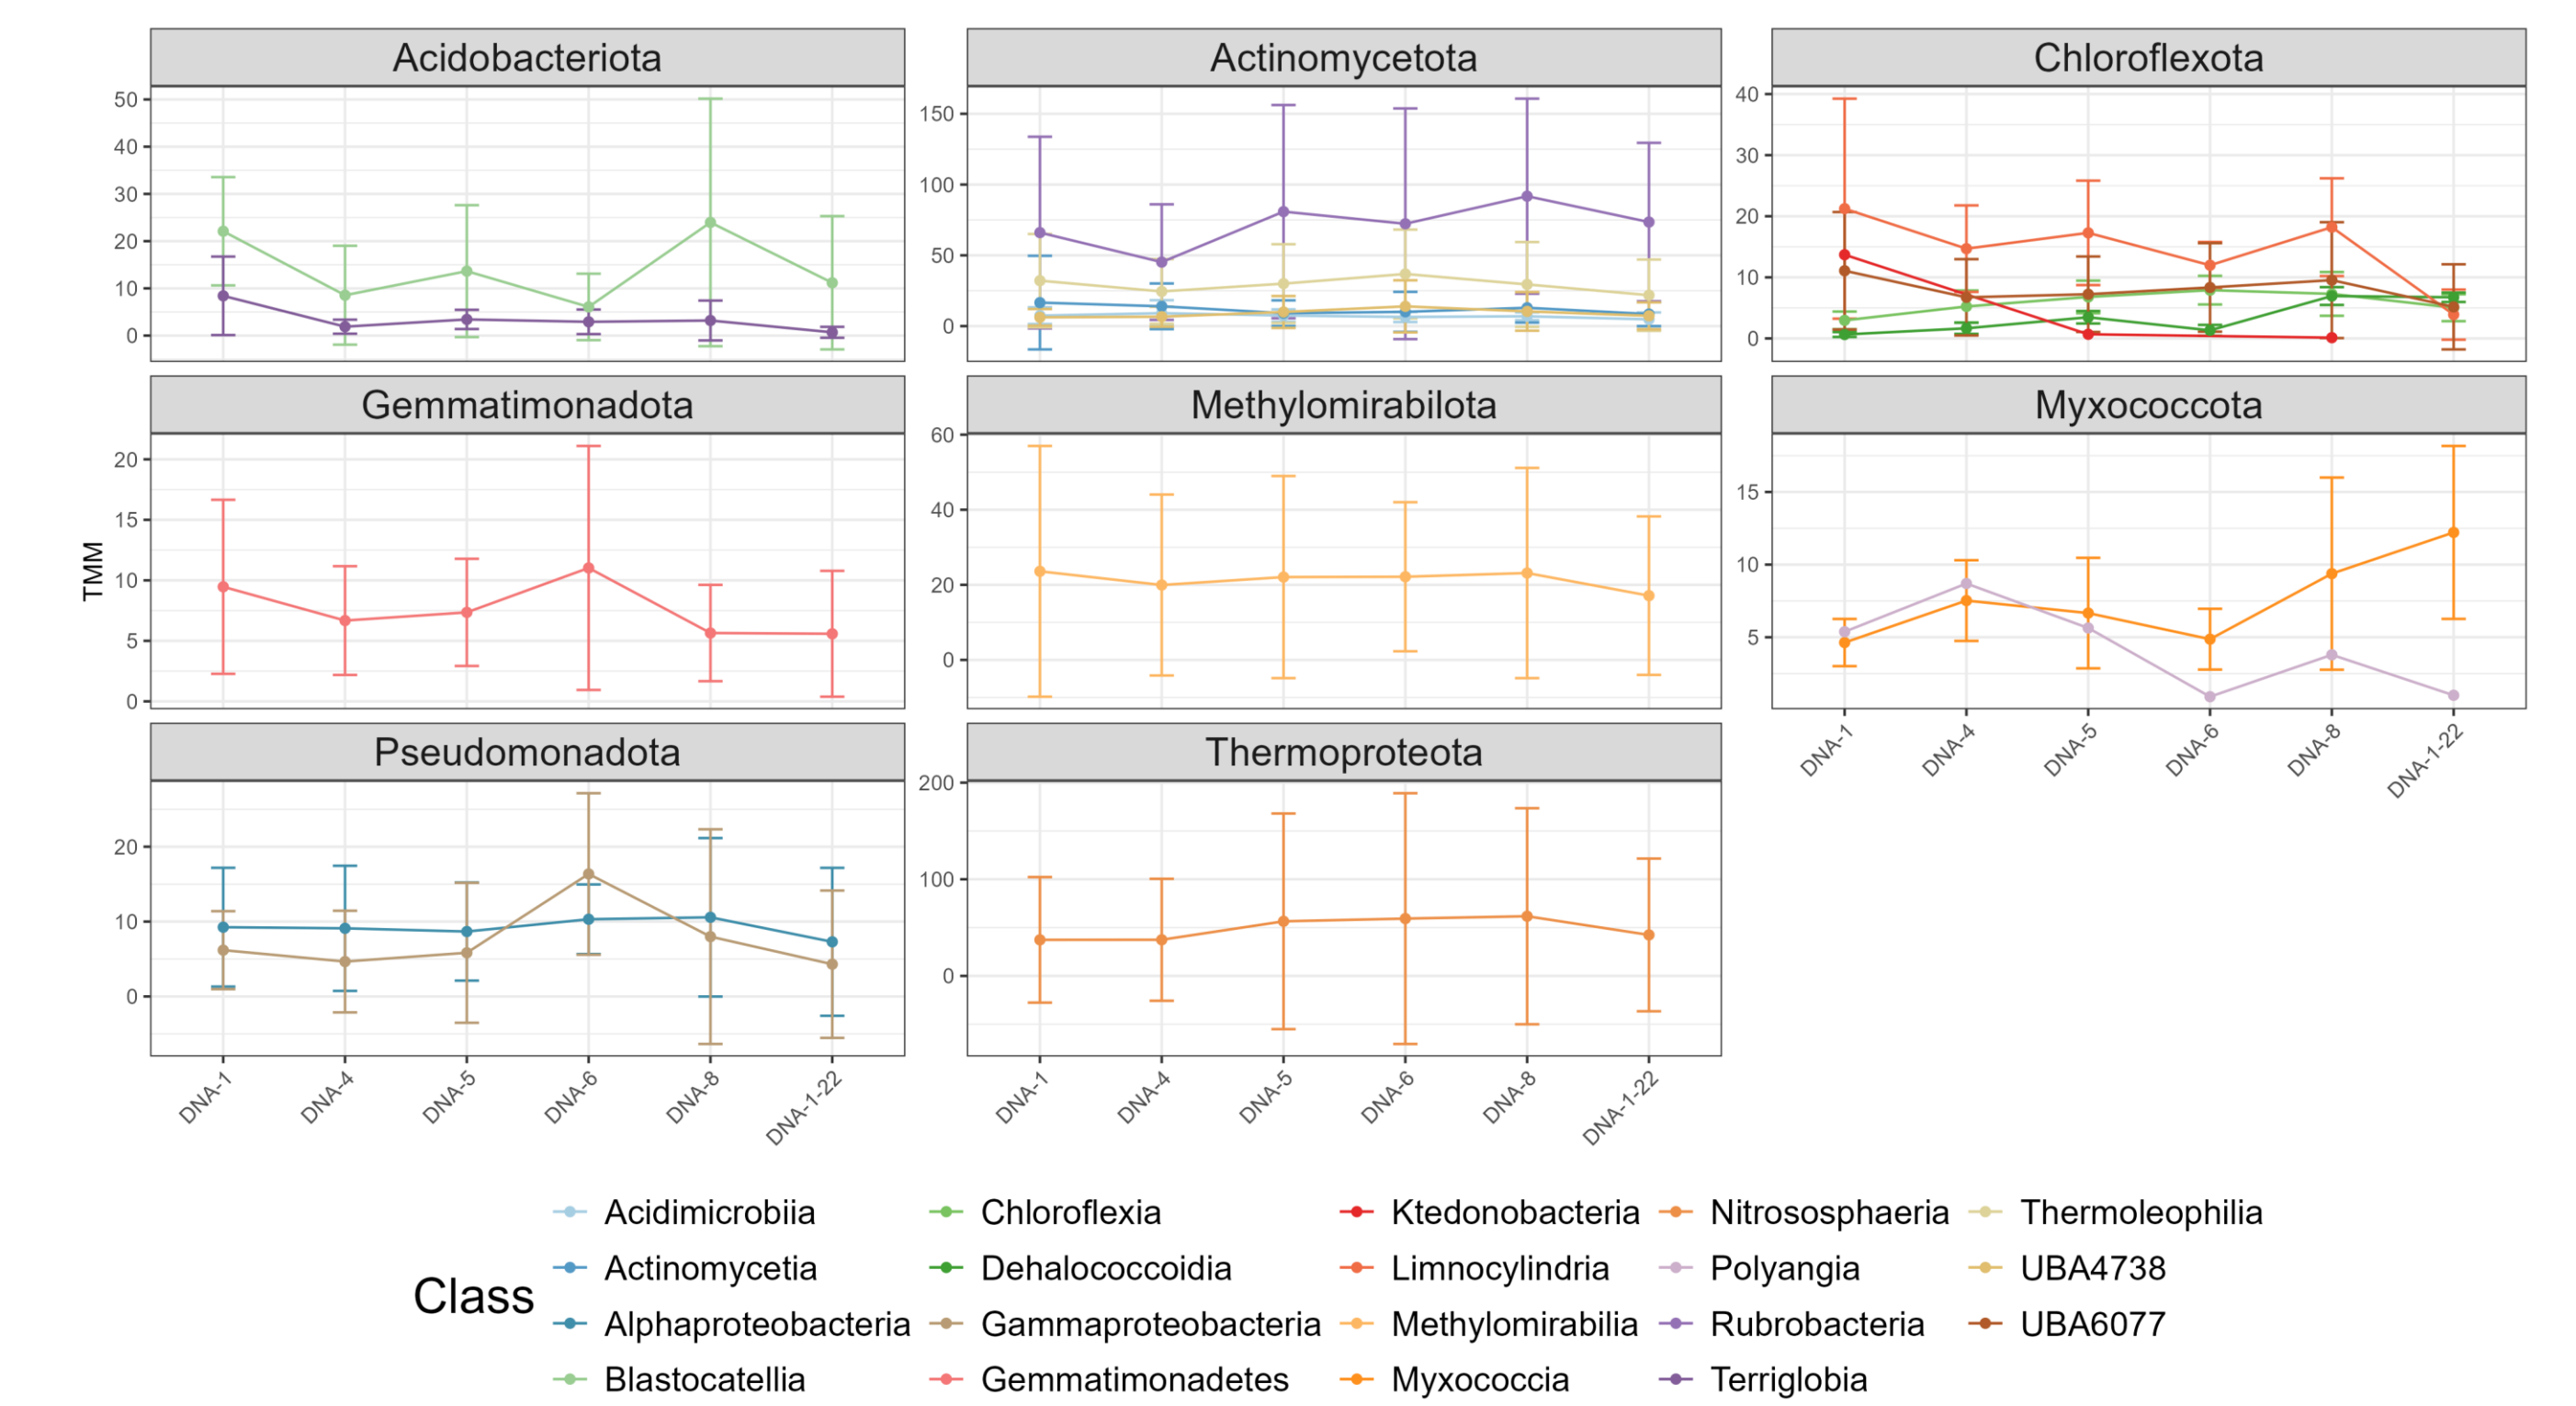 Acidobacteriota
Actinomycetota
Chloroflexota
50
40
30
20
10
0
150
100
50
0
40
30
20
10
0
Gemmatimonadota
Methylomirabilota
Myxococcota
20
15
10
5
0
60
40
20
0
15
10
5
TMM
DNA-1
DNA-4
DNA-5
DNA-6
DNA-8
DNA-1-22
Pseudomonadota
Thermoproteota
20
10
0
200
100
0
DNA-1
DNA-4
DNA-5
DNA-6
DNA-8
DNA-1-22
DNA-1
DNA-4
DNA-5
DNA-6
DNA-8
DNA-1-22
Class
Acidimicrobiia
Actinomycetia
Alphaproteobacteria
Blastocatellia
Chloroflexia
Dehalococcoidia
Gammaproteobacteria
Gemmatimonadetes
Ktedonobacteria
Limnocylindria
Methylomirabilia
Myxococcia
Nitrososphaeria
Polyangia
Rubrobacteria
Terriglobia
Thermoleophilia
UBA4738
UBA6077